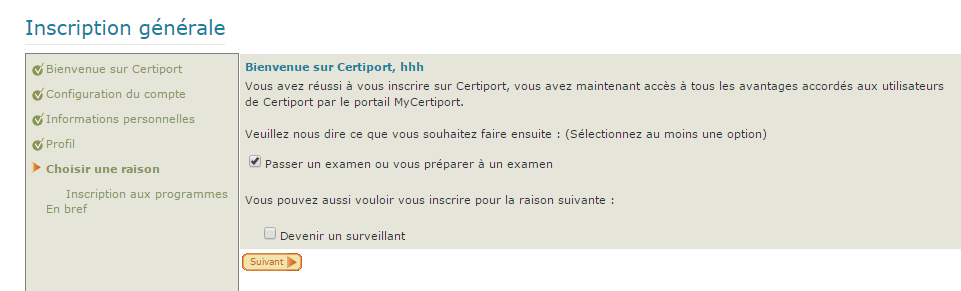 Inscription générale
Bienvenue sur Certiport
Configuration du compte
Informations personnelles
Profil
Choisir une raison
Inscription aux programmes
En bref
Bienvenue sur Certiport, hhh
Vous avez réussi à vous inscrire sur Certiport, vous avez maintenant accès à tous les avantages accordés aux utilisateurs
de Certiport par le portail MyCertiport.
Veuillez nous dire ce que vous souhaitez faire ensuite : (Sélectionnez au moins une option)
Passer un examen ou vous préparer à un examen
Vous pouvez aussi vouloir vous inscrire pour la raison suivante :
Devenir un surveillant
Suivant